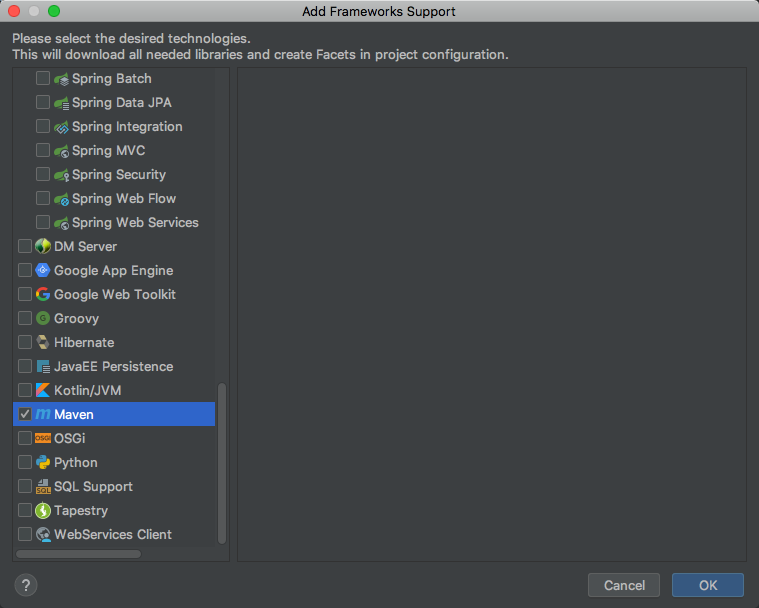 Add Frameworks Support
Please select the desired technologies.
This will download all needed libraries and create Facets in project configuration.
Spring Batch
Spring Data JPA
Spring Integration
Spring MVC
Spring Security
Spring Web Flow
Spring Web Services
DM Server
Google App Engine
Google Web Toolkit
G Groovy
Hibernate
JavaEE Persistence
Kotlin/JVM
m Maven
OSGi OSGi
Python
SQL SQL Support
Tapestry
WebServices Client
?
Cancel
OK